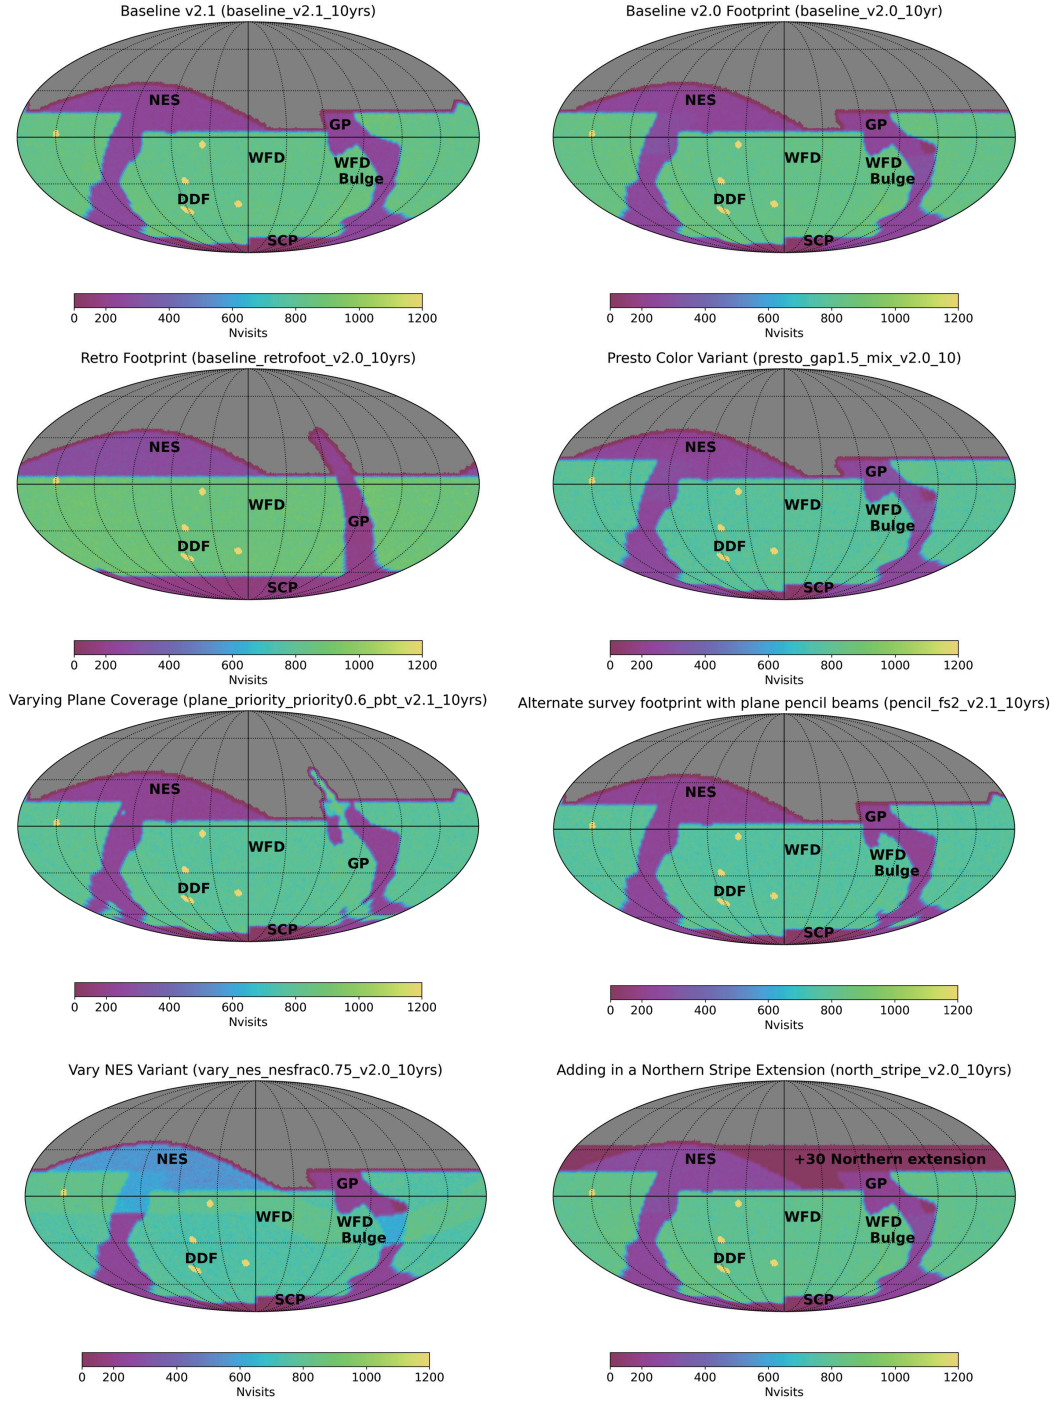 Baseline v2.1 (baseline_v2.1_10yrs)
NES
GP
WFD
WFD
Bulge
DDF
SCP
0 200 400 600 800 1000 1200
Nvisits
Baseline v2.0 Footprint (baseline_v2.0_10yr)
NES
GP
WFD
WFD
Bulge
DDF
SCP
0 200 400 600 800 1000 1200
Nvisits
Retro Footprint (baseline_retrofoot_v2.0_10yrs)
NES
WFD
GP
DDF
SCP
0 200 400 600 800 1000 1200
Nvisits
Presto Color Variant (presto_gap1.5_mix_v2.0_10)
NES
GP
WFD
WFD
Bulge
DDF
SCP
0 200 400 600 800 1000 1200
Nvisits
Varying Plane Coverage (plane_priority_priority0.6_pbt_v2.1_10yrs)
NES
WFD
GP
DDF
SCP
0 200 400 600 800 1000 1200
Nvisits
Alternate survey footprint with plane pencil beams (pencil_fs2_v2.1_10yrs)
NES
GP
WFD
WFD
Bulge
DDF
SCP
0 200 400 600 800 1000 1200
Nvisits
Vary NES Variant (vary_nes_nesfrac0.75_v2.0_10yrs)
NES
GP
WFD
WFD
Bulge
DDF
SCP
0 200 400 600 800 1000 1200
Nvisits
Adding in a Northern Stripe Extension (north_stripe_v2.0_10yrs)
NES
+30 Northern extension
GP
WFD
WFD
Bulge
DDF
SCP
0 200 400 600 800 1000 1200
Nvisits